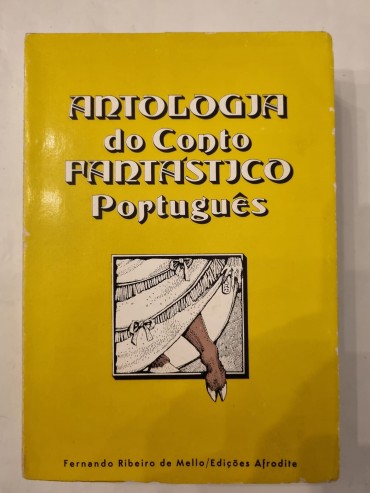 ANTOLOGIA
do Conto
FANTÁSTICO
Português
Fernando Ribeiro de Mello/Edições Afrodite